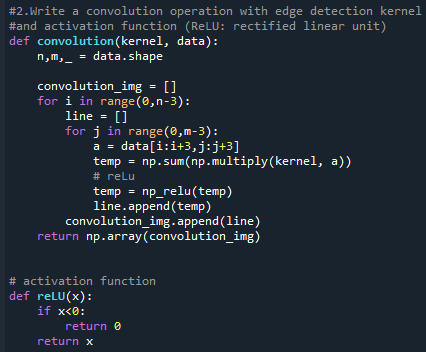 #2.Write a convolution operation with edge detection kernel
#and activation function (ReLU: rectified linear unit)
def convolution(kernel, data):
    n,m,_ = data.shape

    convolution_img = []
    for i in range(0,n-3):
        line = []
        for j in range(0,m-3):
            a = data[i:i+3,j:j+3]
            temp = np.sum(np.multiply(kernel, a))
            # reLu
            temp = np_relu(temp)
            line.append(temp)
        convolution_img.append(line)
    return np.array(convolution_img)


# activation function
def reLU(x):
    if x<0:
        return 0
    return x